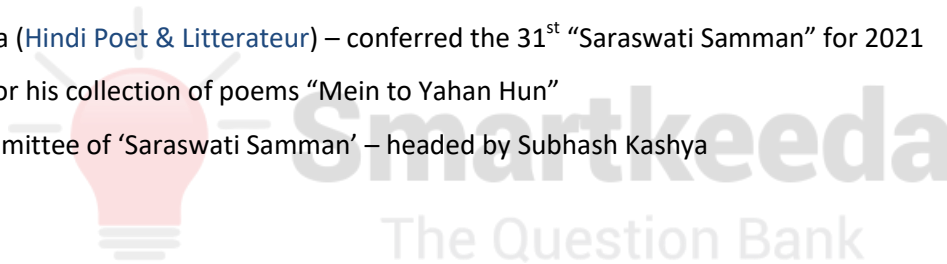 a (Hindi Poet & Litterateur) – conferred the 31st “Saraswati Samman” for 2021
or his collection of poems “Mein to Yahan Hun”
mmittee of ‘Saraswati Samman’ – headed by Subhash Kashya
Smartkeeda
The Question Bank